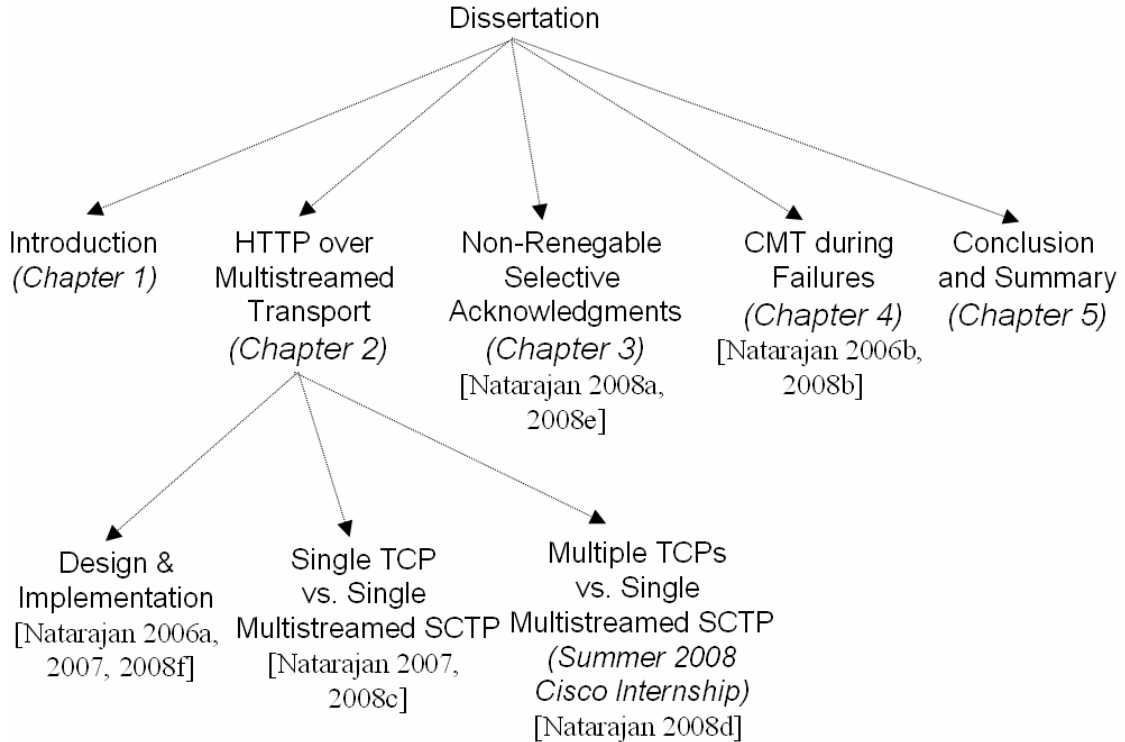 Dissertation
Introduction
(Chapter 1)
HTTP over
Multistreamed
Transport
(Chapter 2)
Non-Renegable
Selective
Acknowledgments
(Chapter 3)
[Natarajan 2008a,
2008e]
CMT during
Failures
(Chapter 4)
[Natarajan 2006b,
2008b]
Conclusion
and Summary
(Chapter 5)
Design &
Implementation
[Natarajan 2006a,
2007, 2008f]
Single TCP
vs. Single
Multistreamed SCTP
[Natarajan 2007,
2008c]
Multiple TCPs
vs. Single
Multistreamed SCTP
(Summer 2008
Cisco Internship)
[Natarajan 2008d]